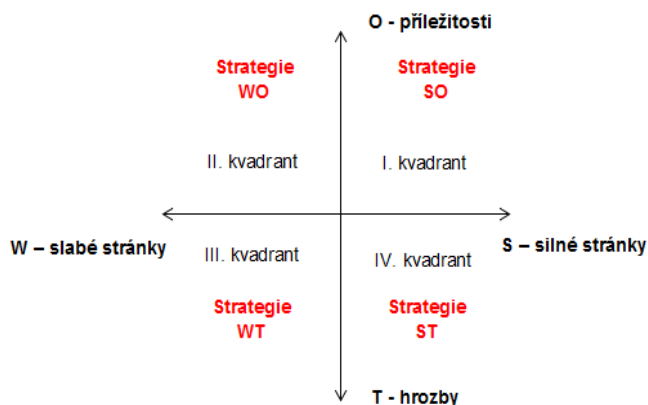 O - příležitosti
Strategie
WO
Strategie
SO
II. kvadrant
I. kvadrant
W – slabé stránky
S – silné stránky
III. kvadrant
IV. kvadrant
Strategie
WT
Strategie
ST
T - hrozby